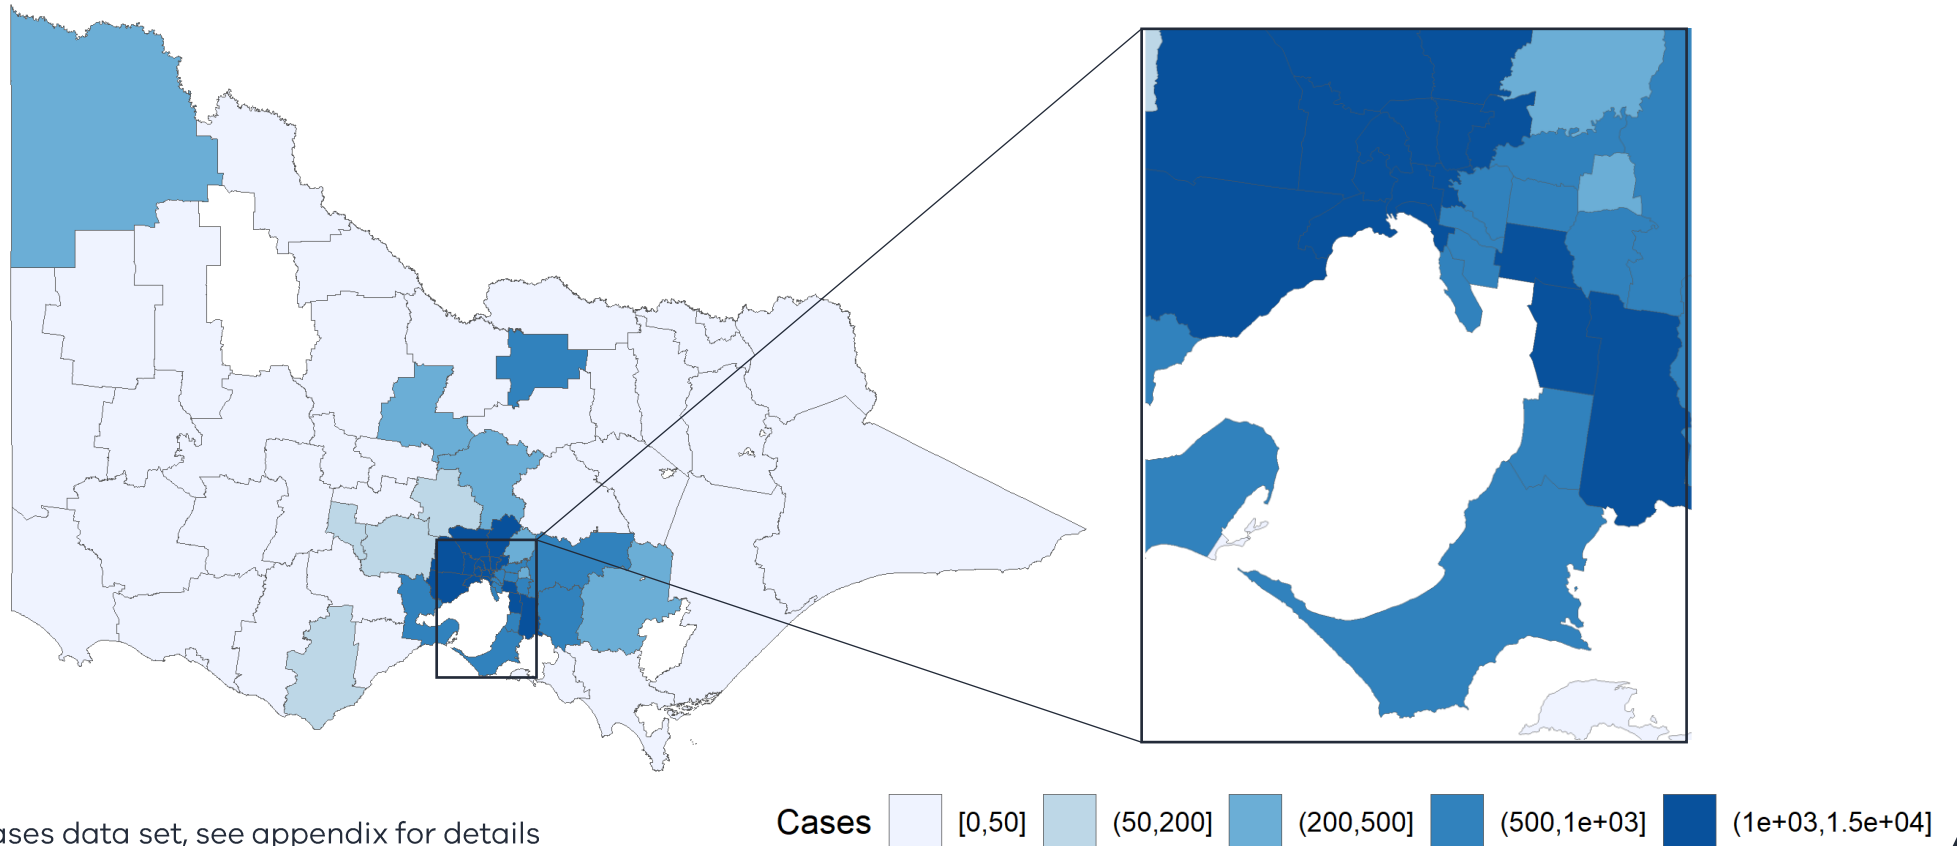 Cases [0,50] (50,200] (200,500] (500,1e+03] (1e+03,1.5e+04]
data set, see appendix for details